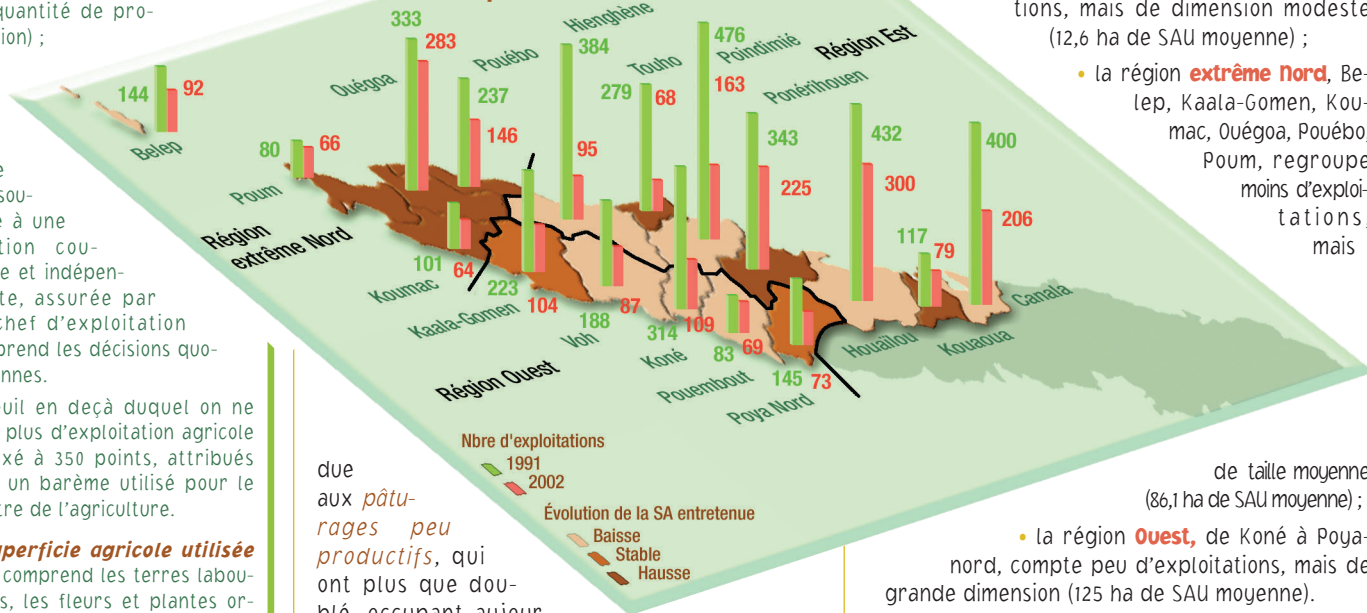 quantité de pro-
ion) ;
e
sou-
e à une
tion cou-
e et indépen-
te, assurée par
chef d'exploitation
prend les décisions quo-
ennes.
euil en deçà duquel on ne
plus d'exploitation agricole
xé à 350 points, attribués
un barème utilisé pour le
tre de l'agriculture.
uperficie agricole utilisée
comprend les terres labou-
s, les fleurs et plantes or-
144 92
Belep
80 66
Poum
Région
extrême Nord
333 283
Ouégoa
237 146
Pouébo
384 95
Hienghène
279 68
Touho
476 163
Poindimié
Région Est
343 225
Ponérihouen
432 300
Houaïlou
117 79
Kouaoua
400 206
Canala
101 64
Koumac
223 104
Kaala-Gomen
188 87
Voh
314 109
Koné
83 69
Pouembout
145 73
Poya Nord
Région Ouest
Nbre d'exploitations
1991
2002
Évolution de la SA entretenue
Baisse
Stable
Hausse
due
aux pâtu-
rages peu
productifs, qui
ont plus que dou-
blé, occupant aujour
tions, mais de dimension modeste
(12,6 ha de SAU moyenne) ;
• la région extrême Nord, Be-
lep, Kaala-Gomen, Kou-
mac, Ouégoa, Pouébo,
Poum, regroupe
moins d'exploi-
tations,
mais
de taille moyenne
(86,1 ha de SAU moyenne) ;
• la région Ouest, de Koné à Poya-
nord, compte peu d'exploitations, mais de
grande dimension (125 ha de SAU moyenne).